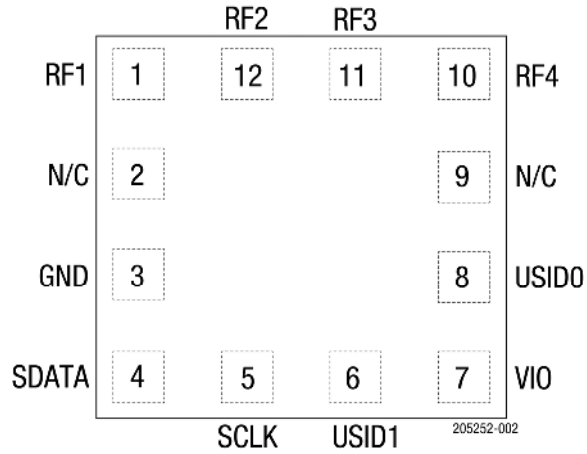 RF2 RF3
RF1 1 12 11 10 RF4
N/C 2 9 N/C
GND 3 8 USID0
SDATA 4 5 6 7 VIO
SCLK USID1 205252-002